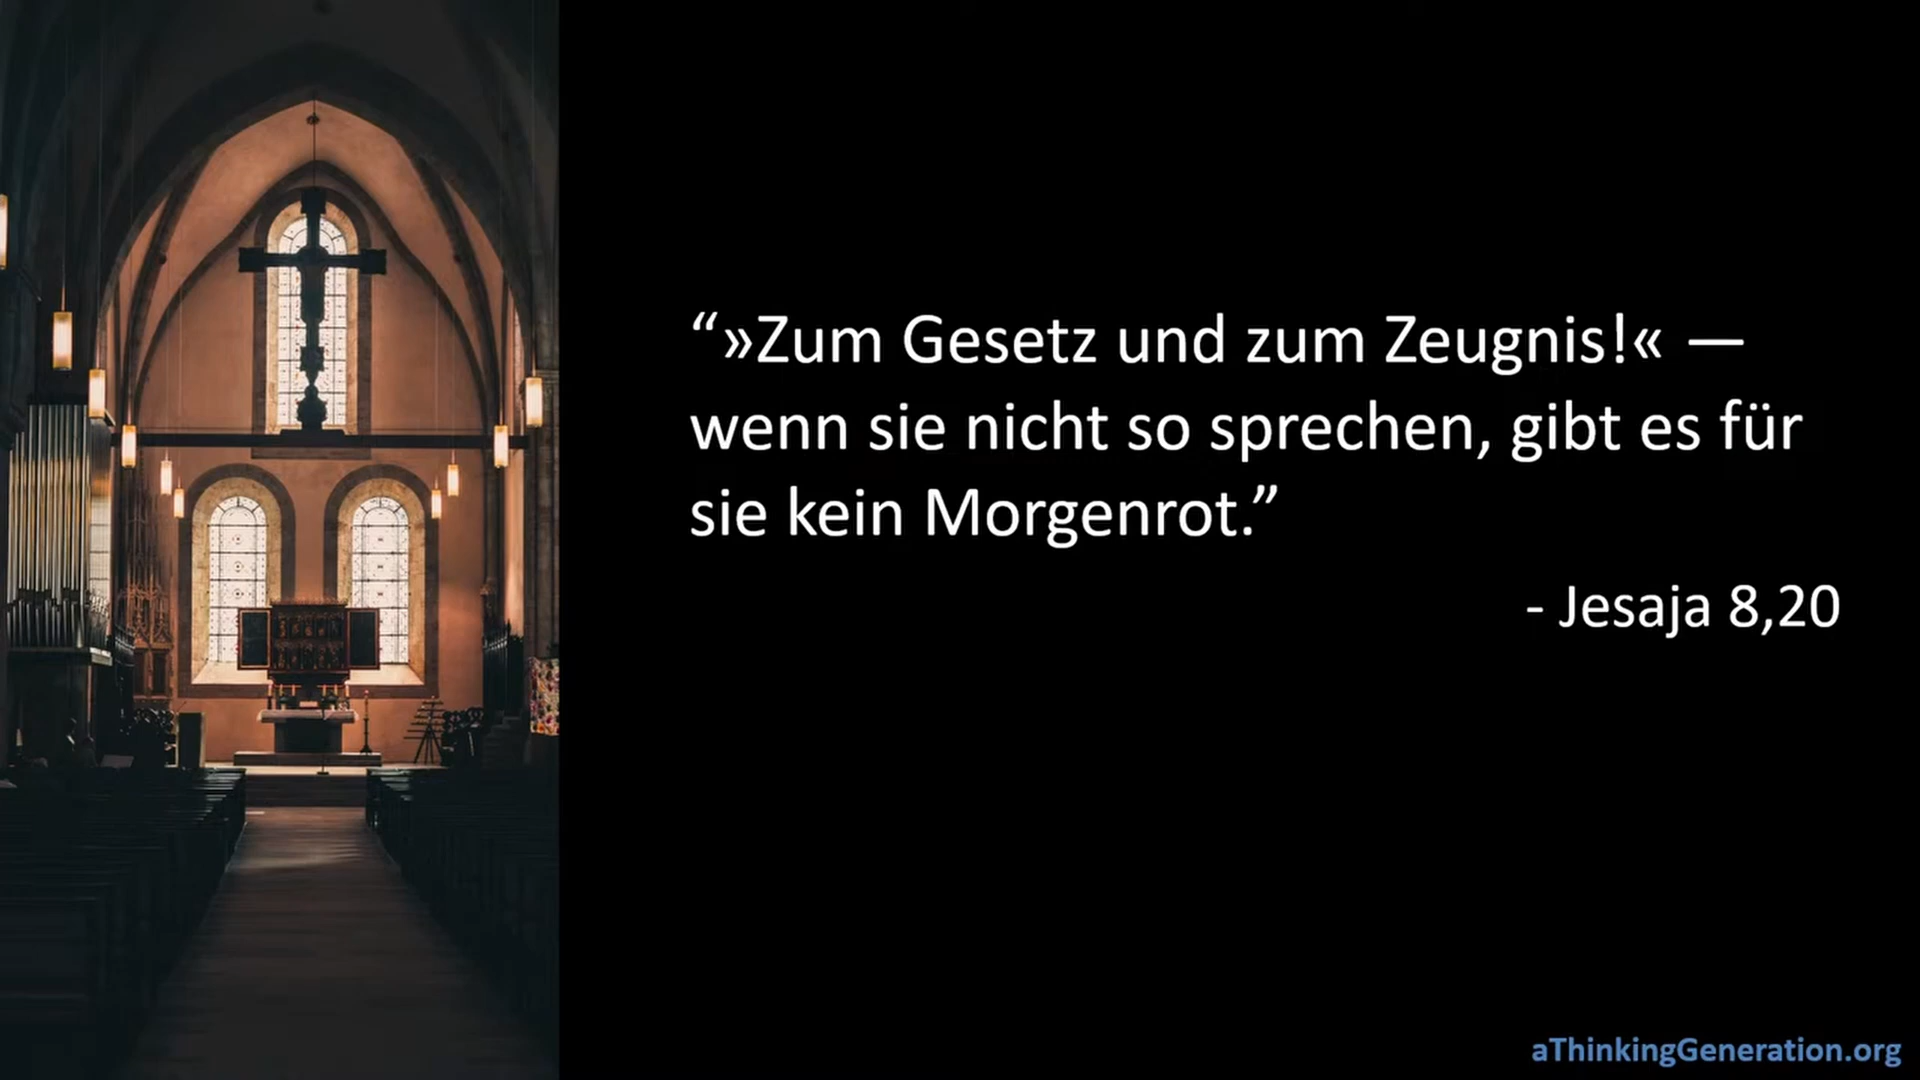 “»Zum Gesetz und zum Zeugnis!« —
wenn sie nicht so sprechen, gibt es für
sie kein Morgenrot.”
- Jesaja 8,20
aThinkingGeneration.org